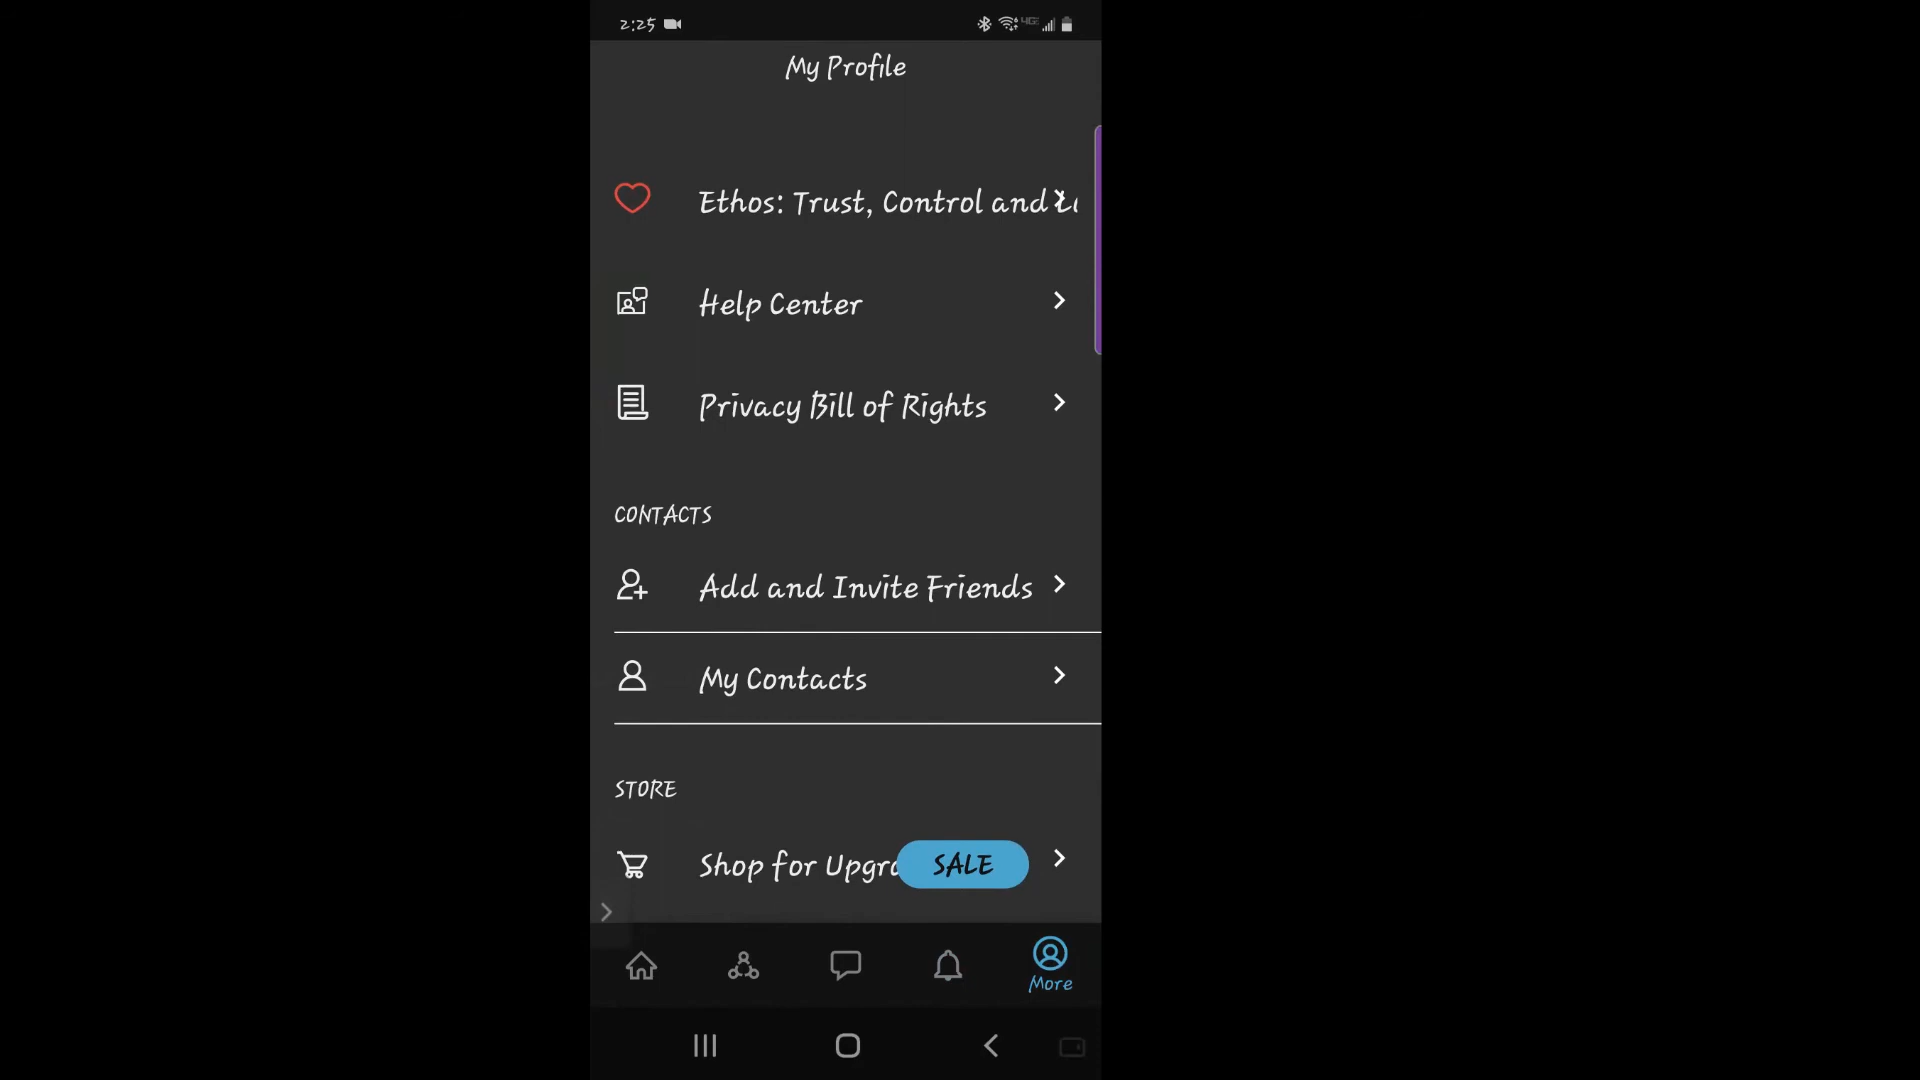 2:25
My Profile
Ethos: Trust, Control and
Help Center
Privacy Bill of Rights
CONTACTS
Add and Invite Friends
My Contacts
STORE
Shop for Upgra
SALE
More